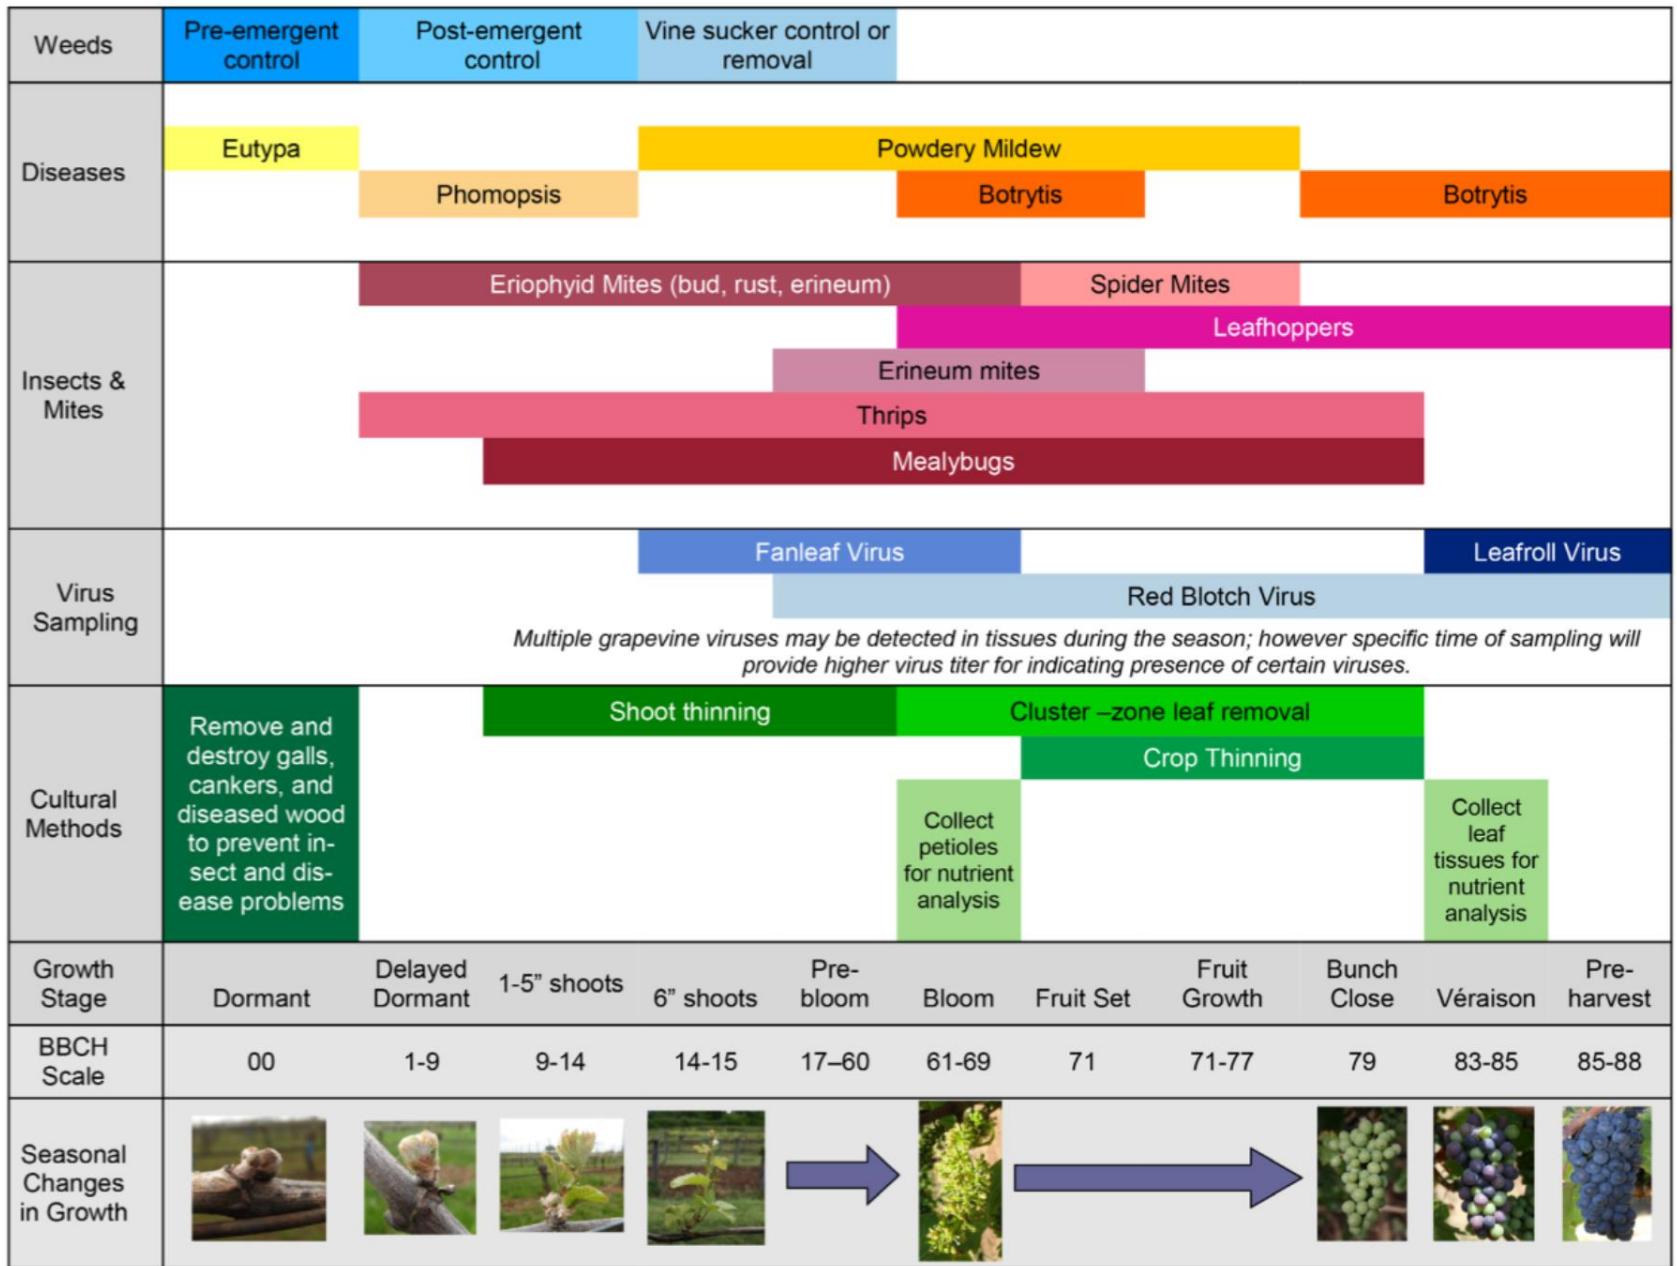 Weeds
Pre-emergent
control
Post-emergent
control
Vine sucker control or
removal
Diseases
Eutypa
Powdery Mildew
Phomopsis
Botrytis
Botrytis
Insects &
Mites
Eriophyid Mites (bud, rust, erineum)
Spider Mites
Leafhoppers
Erineum mites
Thrips
Mealybugs
Virus
Sampling
Fanleaf Virus
Leafroll Virus
Red Blotch Virus
Multiple grapevine viruses may be detected in tissues during the season; however specific time of sampling will
provide higher virus titer for indicating presence of certain viruses.
Cultural
Methods
Remove and
destroy galls,
cankers, and
diseased wood
to prevent in-
sect and dis-
ease problems
Shoot thinning
Cluster –zone leaf removal
Crop Thinning
Collect
petioles
for nutrient
analysis
Collect
leaf
tissues for
nutrient
analysis
Growth
Stage
Dormant
Delayed
Dormant
1-5” shoots
6” shoots
Pre-
bloom
Bloom
Fruit Set
Fruit
Growth
Bunch
Close
Véraison
Pre-
harvest
BBCH
Scale
00
1-9
9-14
14-15
17–60
61-69
71
71-77
79
83-85
85-88
Seasonal
Changes
in Growth